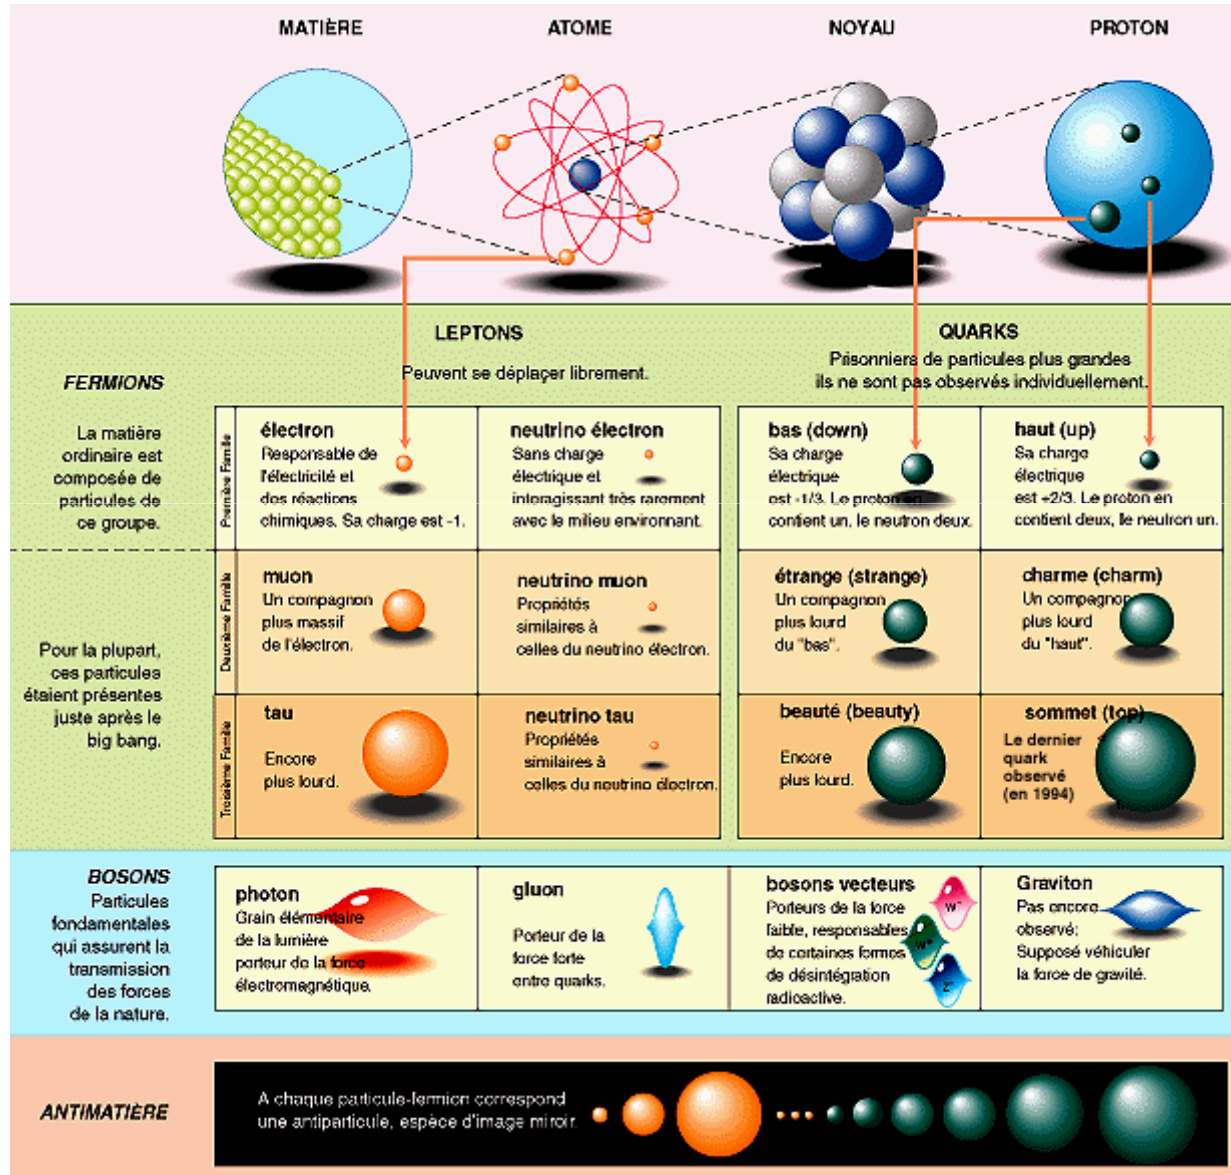 MATIÈRE
ATOME
NOYAU
PROTON
LEPTONS
Peuvent se déplaçer librement.
QUARKS
Prisonniers de particules plus grandes
ils ne sont pas observés individuellement.
FERMIONS
La matière
ordinaire est
composée de
particules de
ce groupe.
Première Famille
électron
Responsable de
l'électricité et
des réactions
chimiques. Sa charge est -1.
neutrino électron
Sans charge
électrique et
interagissant très rarement
avec le milieu environnant.
bas (down)
Sa charge
électrique
est -1/3. Le proton en
contient un, le neutron deux.
haut (up)
Sa charge
électrique
est +2/3. Le proton en
contient deux, le neutron un.
Pour la plupart,
ces particules
étaient présentes
juste après le
big bang.
Deuxième Famille
muon
Un compagnon
plus massif
de l'électron.
neutrino muon
Propriétés
similaires à
celles du neutrino électron.
étrange (strange)
Un compagnon
plus lourd
du "bas".
charme (charm)
Un compagnon
plus lourd
du "haut".
Troisième Famille
tau
Encore
plus lourd.
neutrino tau
Propriétés
similaires à
celles du neutrino électron.
beauté (beauty)
Encore
plus lourd.
sommet (top)
Le dernier
quark
observé
(en 1994)
BOSONS
Particules
fondamentales
qui assurent la
transmission
des forces
de la nature.
photon
Grain élémentaire
de la lumière
porteur de la force
électromagnétique.
gluon
Porteur de la
force forte
entre quarks.
bosons vecteurs
Porteurs de la force
faible, responsables
de certaines formes
de désintégration
radioactive.
W⁻
W⁺
Z°
Graviton
Pas encore
observé:
Supposé véhiculer
la force de gravité.
ANTIMATIÈRE
A chaque particule-fermion correspond
une antiparticule, espèce d'image miroir.